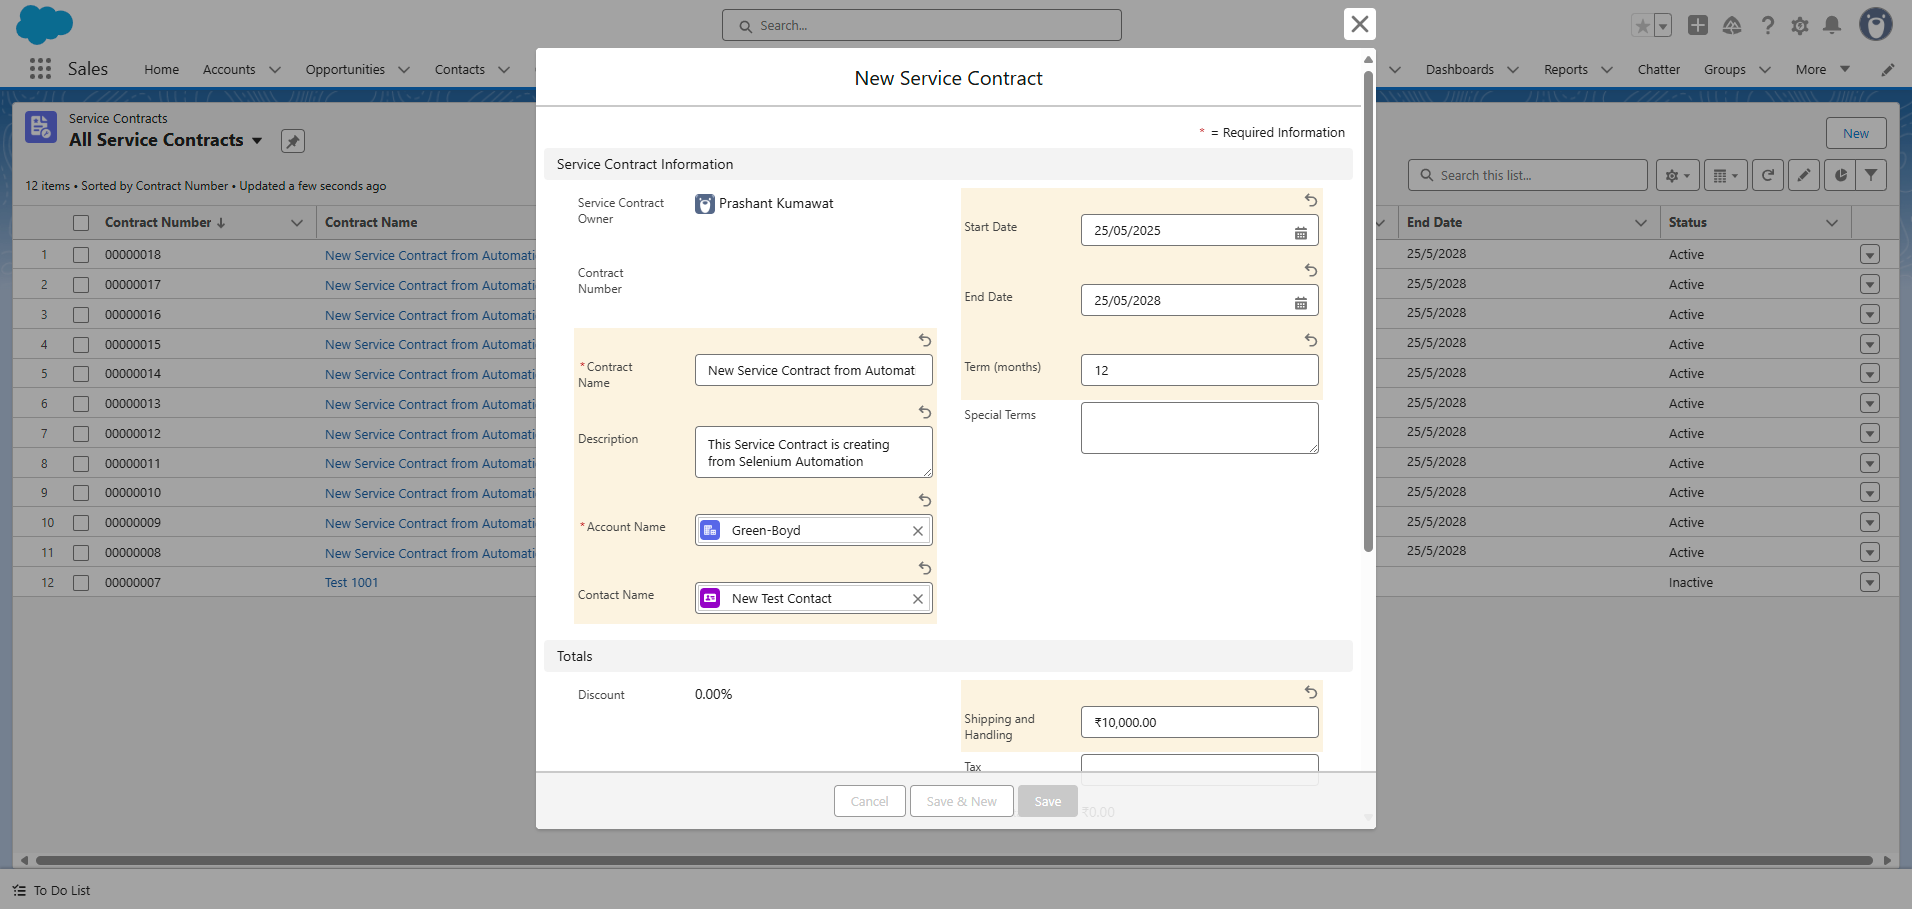 Search...
Sales
Home
Accounts
Opportunities
Contacts
Dashboards
Reports
Chatter
Groups
More
Service Contracts
All Service Contracts
New
12 items • Sorted by Contract Number • Updated a few seconds ago
Search this list...
Contract Number ↓
Contract Name
End Date
Status
1 00000018 New Service Contract from Automati 25/5/2028 Active
2 00000017 New Service Contract from Automati 25/5/2028 Active
3 00000016 New Service Contract from Automati 25/5/2028 Active
4 00000015 New Service Contract from Automati 25/5/2028 Active
5 00000014 New Service Contract from Automati 25/5/2028 Active
6 00000013 New Service Contract from Automati 25/5/2028 Active
7 00000012 New Service Contract from Automati 25/5/2028 Active
8 00000011 New Service Contract from Automati 25/5/2028 Active
9 00000010 New Service Contract from Automati 25/5/2028 Active
10 00000009 New Service Contract from Automati 25/5/2028 Active
11 00000008 New Service Contract from Automati 25/5/2028 Active
12 00000007 Test 1001 Inactive
New Service Contract
* = Required Information
Service Contract Information
Service Contract
Owner
Prashant Kumawat
Contract
Number
*Contract
Name
New Service Contract from Automat
Description
This Service Contract is creating
from Selenium Automation
*Account Name
Green-Boyd
Contact Name
New Test Contact
Start Date
25/05/2025
End Date
25/05/2028
Term (months)
12
Special Terms
Totals
Discount
0.00%
Shipping and
Handling
₹10,000.00
Tax
₹0.00
Cancel
Save & New
Save
To Do List